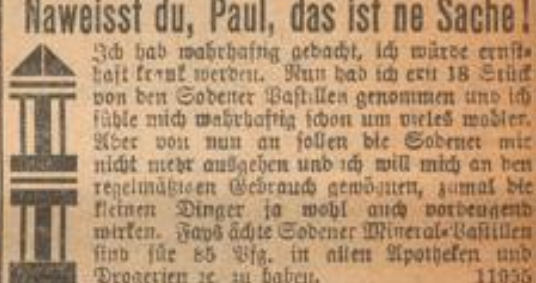 Naweisst du, Paul, das ist ne Sache!
Ich hab wahrhaftig gedacht, ich würde ernst-
haft krank werden. Nun hab ich erst 18 Stück
von den Sodener Pastillen genommen und ich
fühle mich wahrhaftig schon um vieles wohler.
Aber von nun an sollen die Sodener mir
nicht mehr ausgehen und ich will mich an den
regelmäßigen Gebrauch gewöhnen, zumal die
kleinen Dinger ja wohl auch vorbeugend
wirken. Fays ächte Sodener Mineral-Pastillen
sind für 85 Pfg. in allen Apotheken und
Drogerien ꝛc. zu haben. 11955